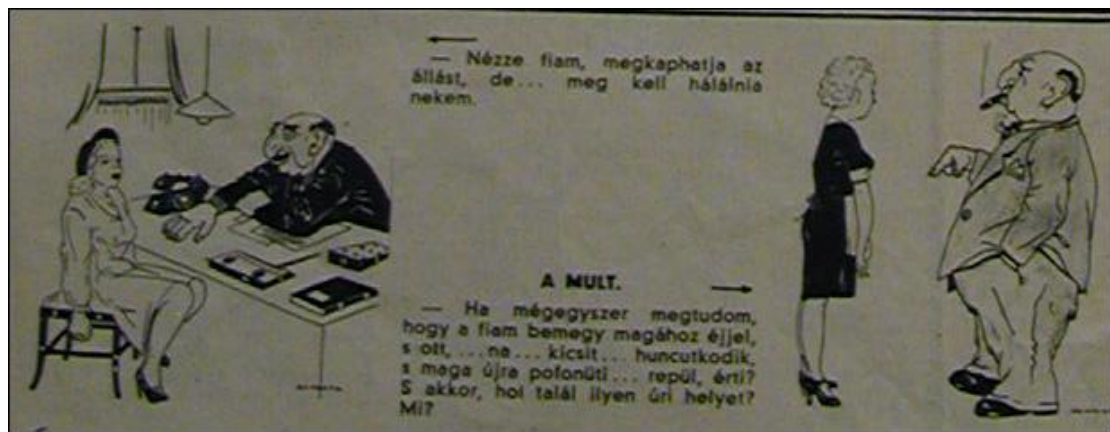 — Nézze fiam, megkaphatja az
állást, de... meg kell hálálnia
nekem.
A MULT.
— Ha mégegyszer megtudom,
hogy a fiam bemegy magához éjjel,
s ott, ...na... kicsit... huncutkodik,
s maga újra pofonüti... repül, érti?
S akkor, hol talál ilyen úri helyet?
Mi?